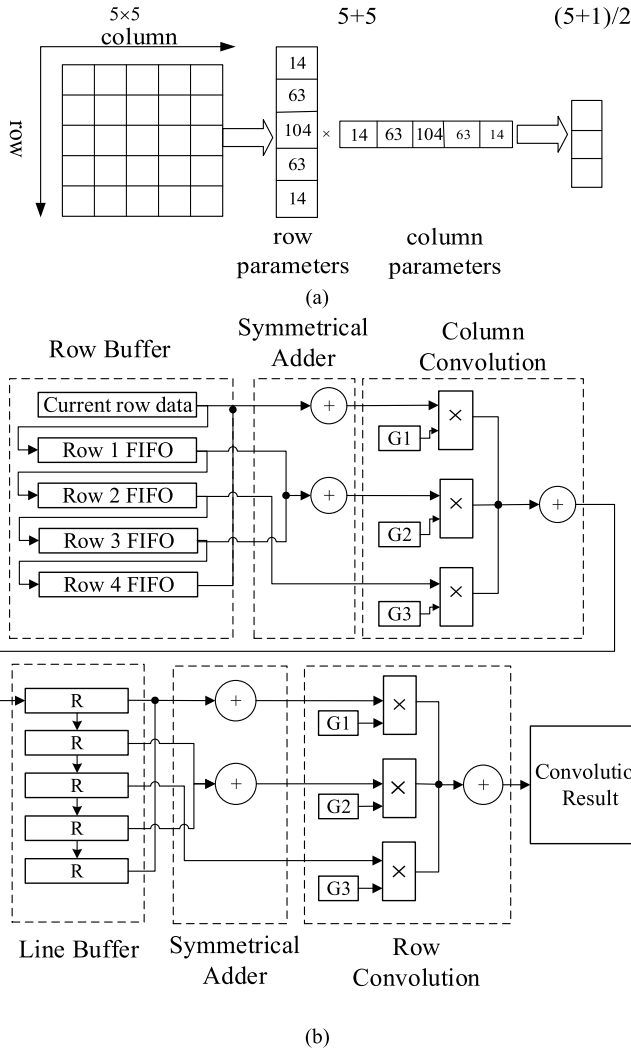 5×5
5+5
(5+1)/2
column
row
14
63
104
63
14
×
14 63 104 63 14
row
parameters
column
parameters
(a)
Row Buffer
Symmetrical
Adder
Column
Convolution
Current row data
Row 1 FIFO
Row 2 FIFO
Row 3 FIFO
Row 4 FIFO
+
+
G1
×
G2
×
G3
×
+
R
R
R
R
R
+
+
G1
×
G2
×
G3
×
+
Convolutio
Result
Line Buffer
Symmetrical
Adder
Row
Convolution
(b)